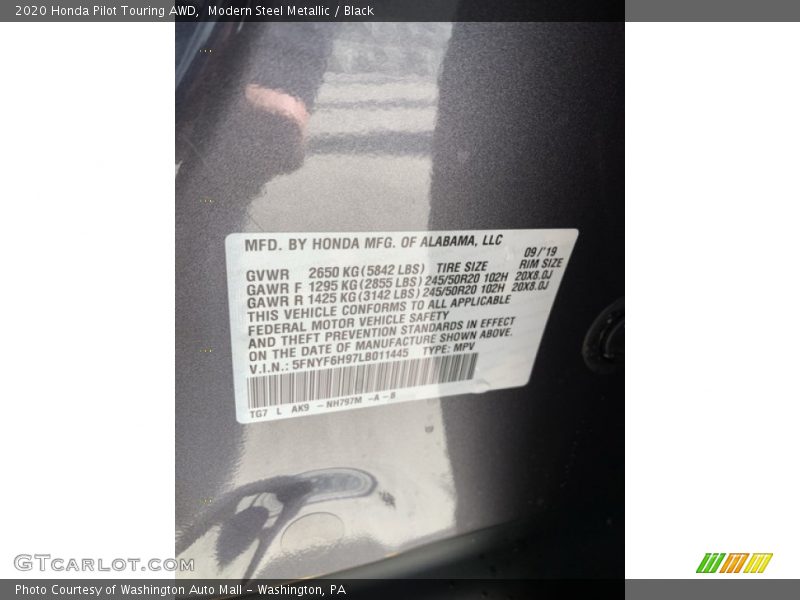 2020 Honda Pilot Touring AWD,  Modern Steel Metallic / Black
MFD. BY HONDA MFG. OF ALABAMA, LLC
09/'19
GVWR 2650 KG (5842 LBS) TIRE SIZE RIM SIZE
GAWR F 1295 KG (2855 LBS) 245/50R20 102H 20X8.0J
GAWR R 1425 KG (3142 LBS) 245/50R20 102H 20X8.0J
THIS VEHICLE CONFORMS TO ALL APPLICABLE
FEDERAL MOTOR VEHICLE SAFETY
AND THEFT PREVENTION STANDARDS IN EFFECT
ON THE DATE OF MANUFACTURE SHOWN ABOVE.
V.I.N.: 5FNYF6H97LB011445 TYPE: MPV
TG7 L AK9 - NH797M - A - B
GTcarlot.com
Photo Courtesy of Washington Auto Mall - Washington, PA